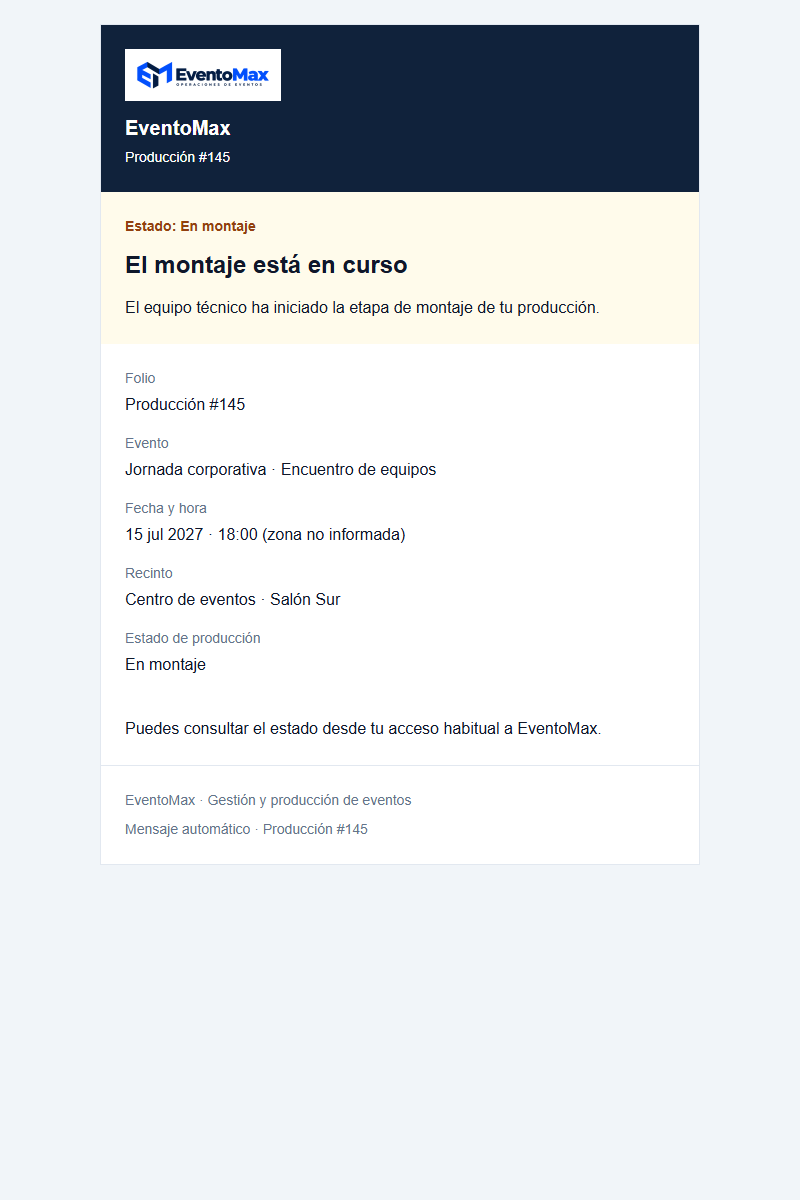 EventoMax
OPERACIONES DE EVENTOS
EventoMax
Producción #145
Estado: En montaje
El montaje está en curso
El equipo técnico ha iniciado la etapa de montaje de tu producción.
Folio
Producción #145
Evento
Jornada corporativa · Encuentro de equipos
Fecha y hora
15 jul 2027 · 18:00 (zona no informada)
Recinto
Centro de eventos · Salón Sur
Estado de producción
En montaje
Puedes consultar el estado desde tu acceso habitual a EventoMax.
EventoMax · Gestión y producción de eventos
Mensaje automático · Producción #145